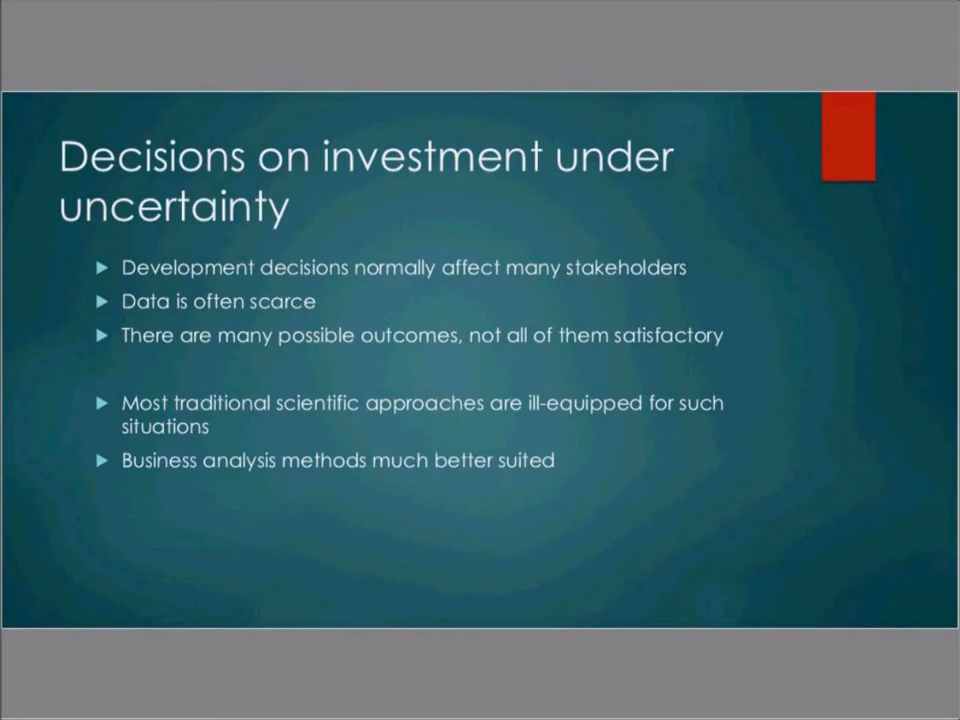 Decisions on investment under
uncertainty
Development decisions normally affect many stakeholders
Data is often scarce
There are many possible outcomes, not all of them satisfactory
Most traditional scientific approaches are ill-equipped for such
situations
Business analysis methods much better suited